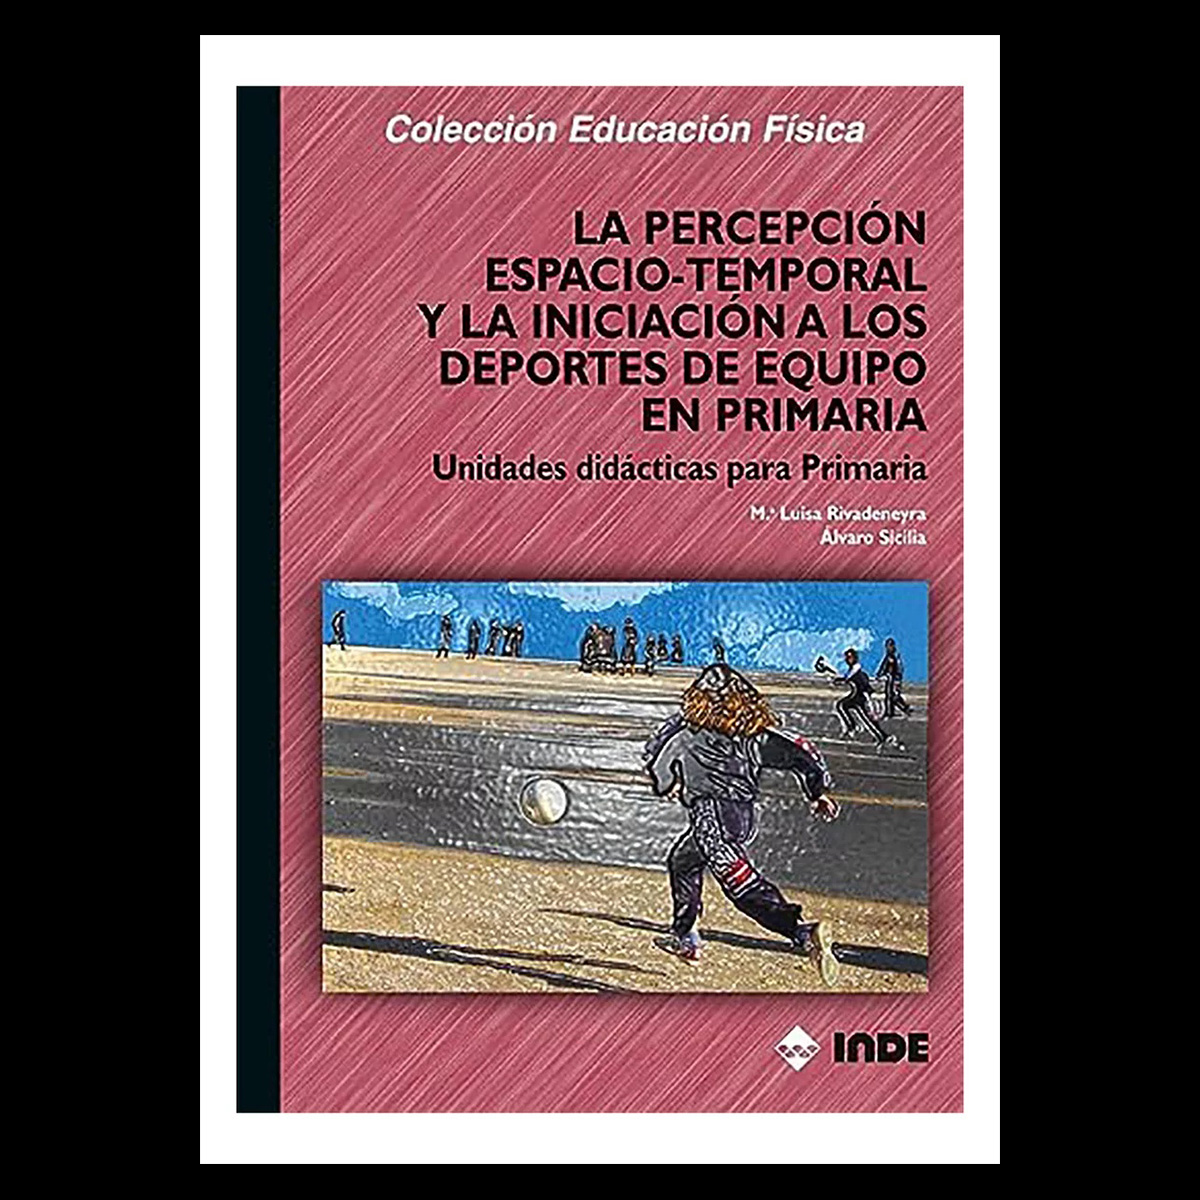 Colección Educación Física
LA PERCEPCIÓN
ESPACIO-TEMPORAL
Y LA INICIACIÓN A LOS
DEPORTES DE EQUIPO
EN PRIMARIA
Unidades didácticas para Primaria
M.ª Luisa Rivadeneyra
Álvaro Sicilia
INDE